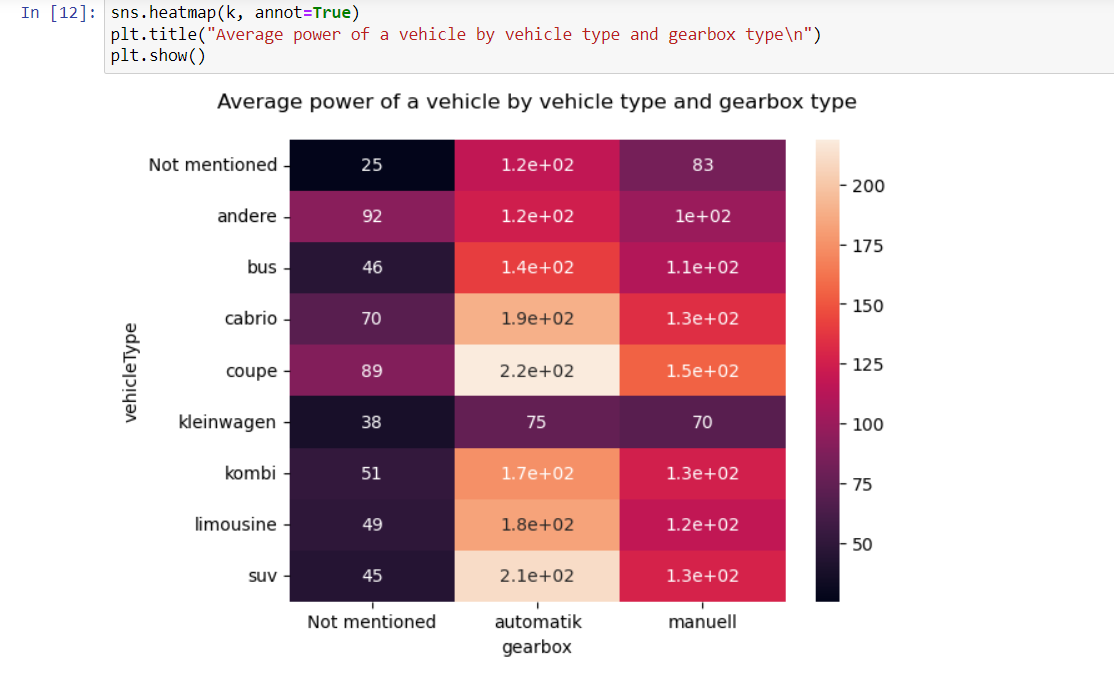 In [12]: sns.heatmap(k, annot=True)
plt.title("Average power of a vehicle by vehicle type and gearbox type\n")
plt.show()
Average power of a vehicle by vehicle type and gearbox type
vehicleType
Not mentioned 25 1.2e+02 83
andere 92 1.2e+02 1e+02
bus 46 1.4e+02 1.1e+02
cabrio 70 1.9e+02 1.3e+02
coupe 89 2.2e+02 1.5e+02
kleinwagen 38 75 70
kombi 51 1.7e+02 1.3e+02
limousine 49 1.8e+02 1.2e+02
suv 45 2.1e+02 1.3e+02
Not mentioned automatik manuell
gearbox
200
175
150
125
100
75
50